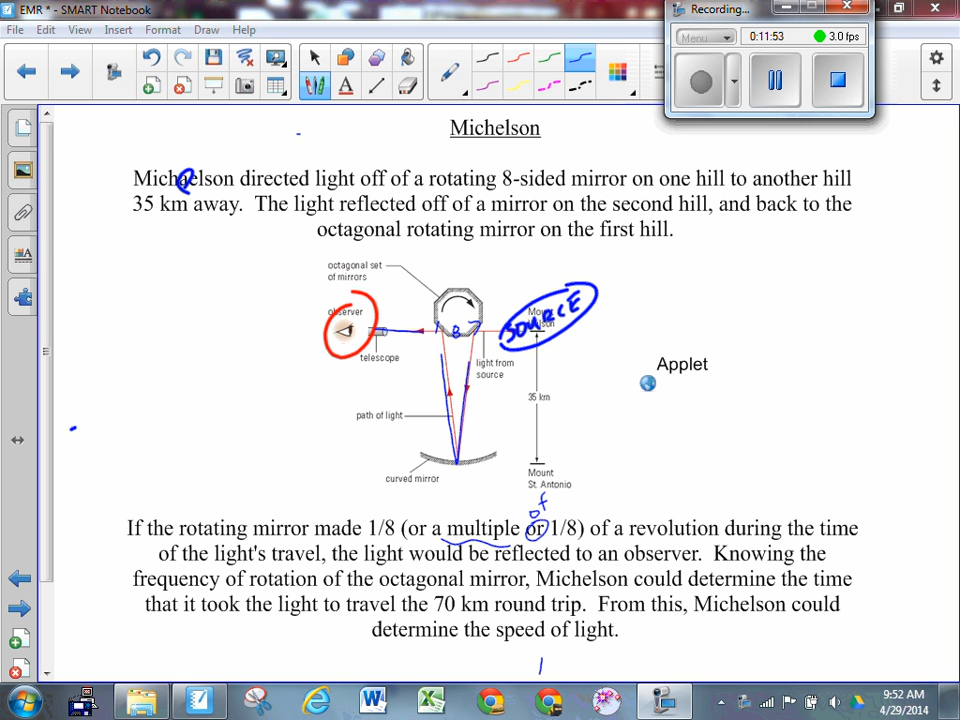 EMR * - SMART Notebook
Recording...
File Edit View Insert Format Draw Help
Menu 0:11:53 3.0 fps
Michelson
Michaelson directed light off of a rotating 8-sided mirror on one hill to another hill
35 km away. The light reflected off of a mirror on the second hill, and back to the
octagonal rotating mirror on the first hill.
octagonal set
of mirrors
observer
telescope
1 8 7
SOURCE
Mount
light from
source
35 km
path of light
curved mirror
Mount
St. Antonio
Applet
of
If the rotating mirror made 1/8 (or a multiple or 1/8) of a revolution during the time
of the light's travel, the light would be reflected to an observer. Knowing the
frequency of rotation of the octagonal mirror, Michelson could determine the time
that it took the light to travel the 70 km round trip. From this, Michelson could
determine the speed of light.
9:52 AM
4/29/2014